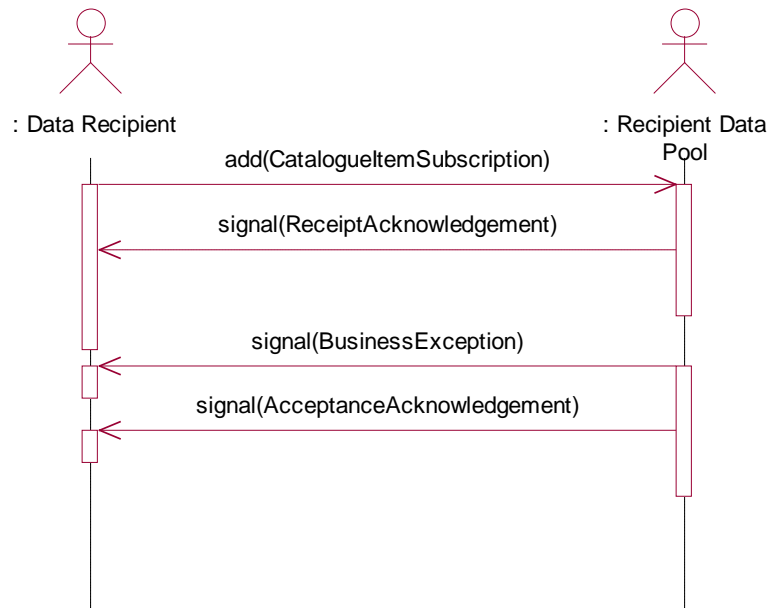 : Data Recipient
: Recipient Data
Pool
add(CatalogueItemSubscription)
signal(ReceiptAcknowledgement)
signal(BusinessException)
signal(AcceptanceAcknowledgement)